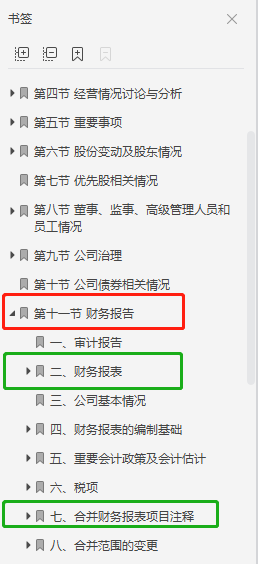 书签
第四节 经营情况讨论与分析
第五节 重要事项
第六节 股份变动及股东情况
第七节 优先股相关情况
第八节 董事、监事、高级管理人员和
员工情况
第九节 公司治理
第十节 公司债券相关情况
第十一节 财务报告
一、审计报告
二、财务报表
三、公司基本情况
四、财务报表的编制基础
五、重要会计政策及会计估计
六、税项
七、合并财务报表项目注释
八、合并范围的变更